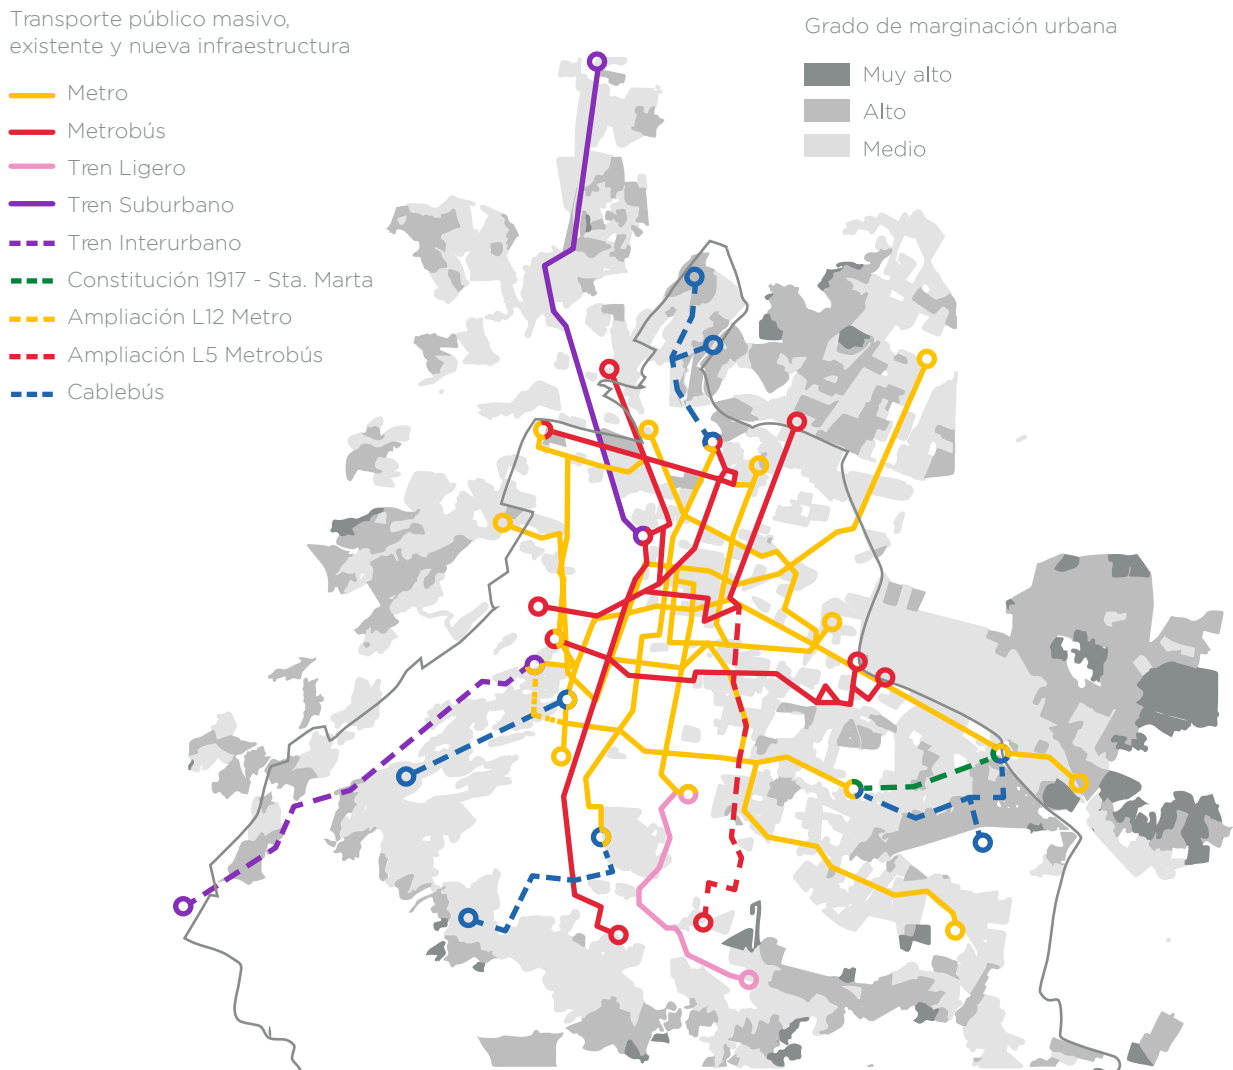 Transporte público masivo,
existente y nueva infraestructura
Metro
Metrobús
Tren Ligero
Tren Suburbano
Tren Interurbano
Constitución 1917 - Sta. Marta
Ampliación L12 Metro
Ampliación L5 Metrobús
Cablebús
Grado de marginación urbana
Muy alto
Alto
Medio